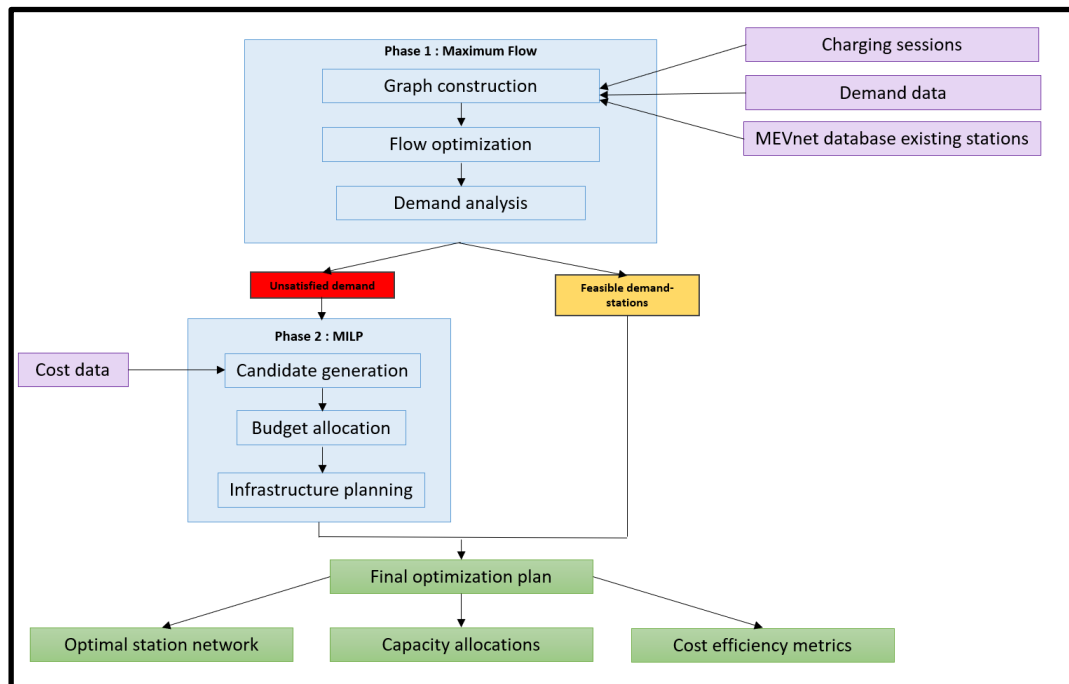 Phase 1 : Maximum Flow
Graph construction
Flow optimization
Demand analysis
Charging sessions
Demand data
MEVnet database existing stations
Unsatisfied demand
Feasible demand-
stations
Phase 2 : MILP
Cost data
Candidate generation
Budget allocation
Infrastructure planning
Final optimization plan
Optimal station network
Capacity allocations
Cost efficiency metrics